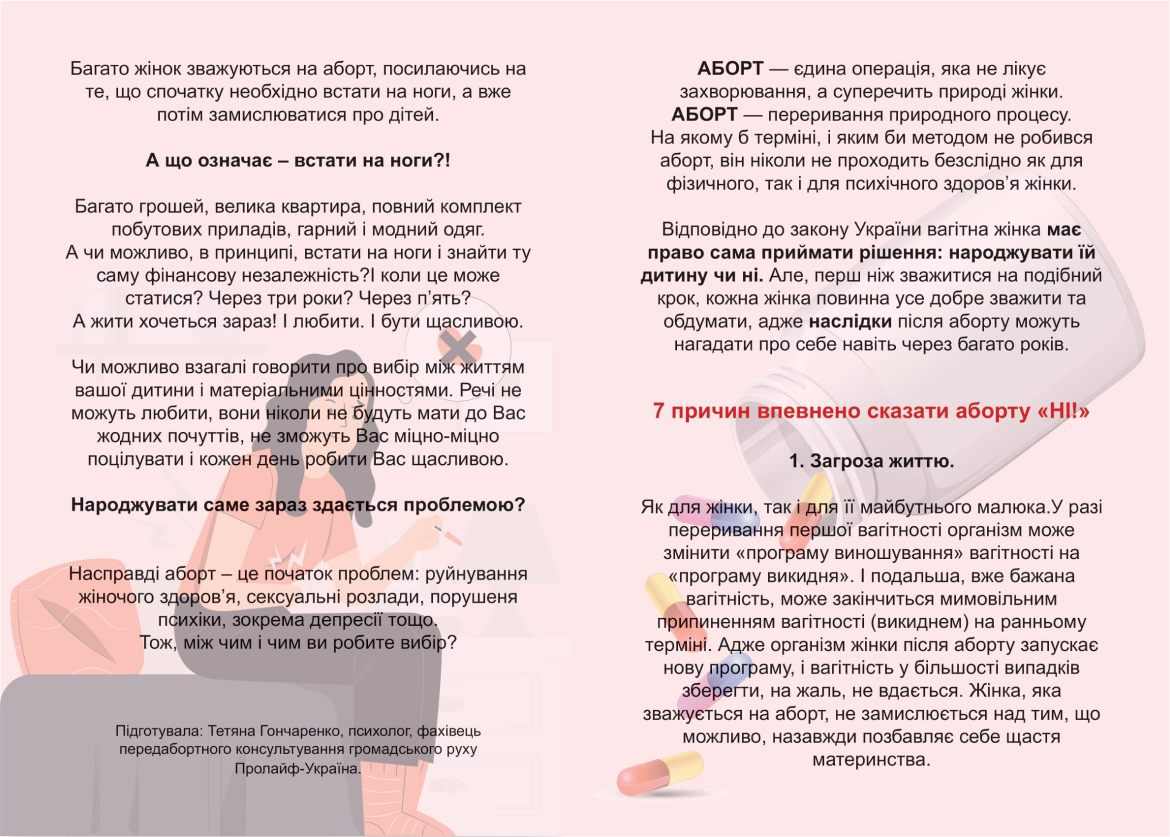 Багато жінок зважуються на аборт, посилаючись на
те, що спочатку необхідно встати на ноги, а вже
потім замислюватися про дітей.
А що означає – встати на ноги?!
Багато грошей, велика квартира, повний комплект
побутових приладів, гарний і модний одяг.
А чи можливо, в принципі, встати на ноги і знайти ту
саму фінансову незалежність?І коли це може
статися? Через три роки? Через п’ять?
А жити хочеться зараз! І любити. І бути щасливою.
Чи можливо взагалі говорити про вибір між життям
вашої дитини і матеріальними цінностями. Речі не
можуть любити, вони ніколи не будуть мати до Вас
жодних почуттів, не зможуть Вас міцно-міцно
поцілувати і кожен день робити Вас щасливою.
Народжувати саме зараз здається проблемою?
Насправді аборт – це початок проблем: руйнування
жіночого здоров’я, сексуальні розлади, порушеня
психіки, зокрема депресії тощо.
Тож, між чим і чим ви робите вибір?
Підготувала: Тетяна Гончаренко, психолог, фахівець
передабортного консультування громадського руху
Пролайф-Україна.
АБОРТ — єдина операція, яка не лікує
захворювання, а суперечить природі жінки.
АБОРТ — переривання природного процесу.
На якому б терміні, і яким би методом не робився
аборт, він ніколи не проходить безслідно як для
фізичного, так і для психічного здоров’я жінки.
Відповідно до закону України вагітна жінка має
право сама приймати рішення: народжувати їй
дитину чи ні. Але, перш ніж зважитися на подібний
крок, кожна жінка повинна усе добре зважити та
обдумати, адже наслідки після аборту можуть
нагадати про себе навіть через багато років.
7 причин впевнено сказати аборту «НІ!»
1. Загроза життю.
Як для жінки, так і для її майбутнього малюка.У разі
переривання першої вагітності організм може
змінити «програму виношування» вагітності на
«програму викидня». І подальша, вже бажана
вагітність, може закінчиться мимовільним
припиненням вагітності (викиднем) на ранньому
терміні. Адже організм жінки після аборту запускає
нову програму, і вагітність у більшості випадків
зберегти, на жаль, не вдається. Жінка, яка
зважується на аборт, не замислюється над тим, що
можливо, назавжди позбавляє себе щастя
материнства.